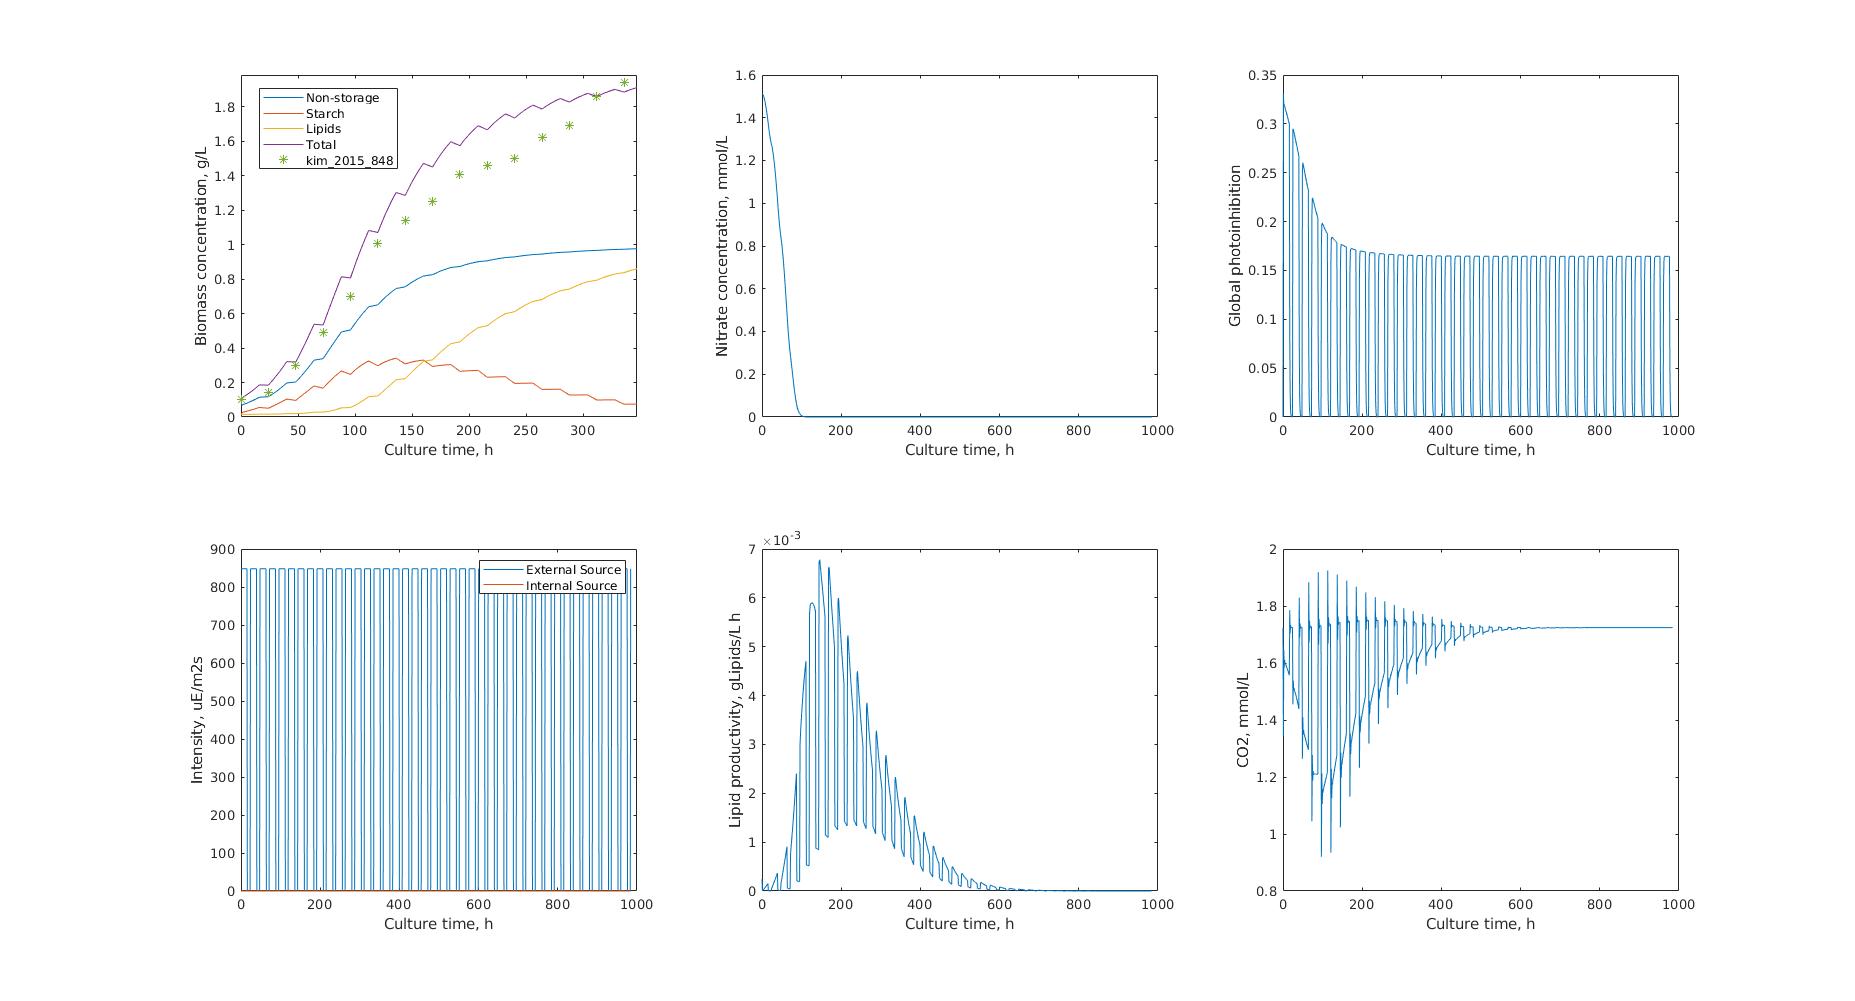 Biomass concentration, g/L
1.8
1.6
1.4
1.2
1
0.8
0.6
0.4
0.2
0
Non-storage
Starch
Lipids
Total
kim_2015_848
0 50 100 150 200 250 300
Culture time, h
Nitrate concentration, mmol/L
1.6
1.4
1.2
1
0.8
0.6
0.4
0.2
0
0 200 400 600 800 1000
Culture time, h
Global photoinhibition
0.35
0.3
0.25
0.2
0.15
0.1
0.05
0
0 200 400 600 800 1000
Culture time, h
Intensity, uE/m2s
900
800
700
600
500
400
300
200
100
0
External Source
Internal Source
0 200 400 600 800 1000
Culture time, h
Lipid productivity, gLipids/L h
×10-3
7
6
5
4
3
2
1
0
0 200 400 600 800 1000
Culture time, h
CO2, mmol/L
2
1.8
1.6
1.4
1.2
1
0.8
0 200 400 600 800 1000
Culture time, h